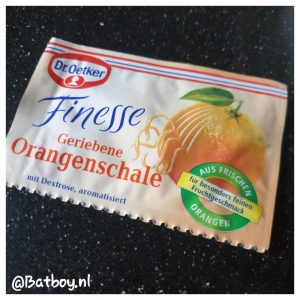 Dr.Oetker
Finesse
Geriebene
Orangenschale
mit Dextrose, aromatisiert
AUS FRISCHEN
für besonders feinen
Fruchtgeschmack
ORANGEN
@Batboy.nl